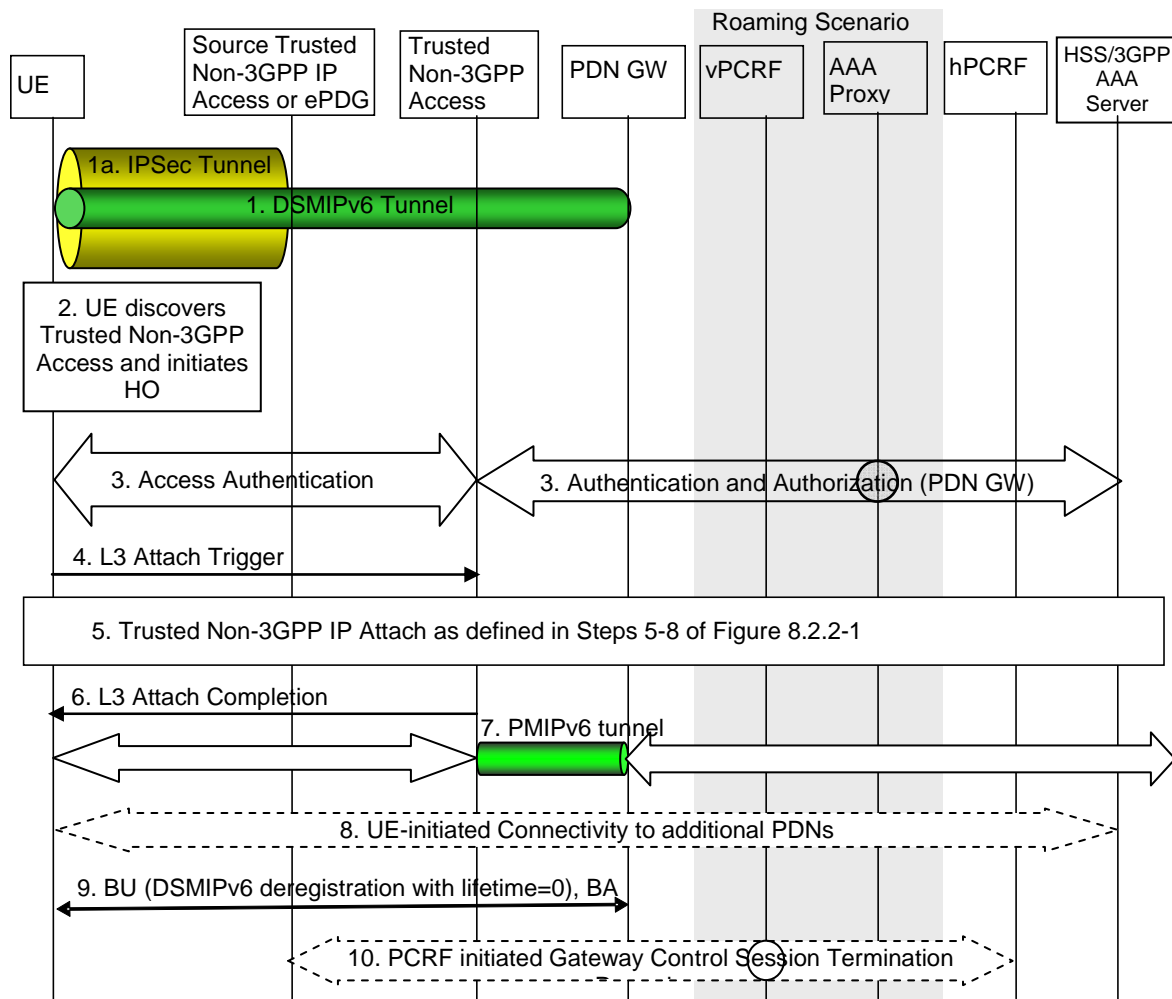 Roaming Scenario
UE
Source Trusted
Non-3GPP IP
Access or ePDG
Trusted
Non-3GPP
Access
PDN GW
vPCRF
AAA
Proxy
hPCRF
HSS/3GPP
AAA
Server
1a. IPSec Tunnel
1. DSMIPv6 Tunnel
2. UE discovers
Trusted Non-3GPP
Access and initiates
HO
3. Access Authentication
3. Authentication and Authorization (PDN GW)
4. L3 Attach Trigger
5. Trusted Non-3GPP IP Attach as defined in Steps 5-8 of Figure 8.2.2-1
6. L3 Attach Completion
7. PMIPv6 tunnel
8. UE-initiated Connectivity to additional PDNs
9. BU (DSMIPv6 deregistration with lifetime=0), BA
10. PCRF initiated Gateway Control Session Termination